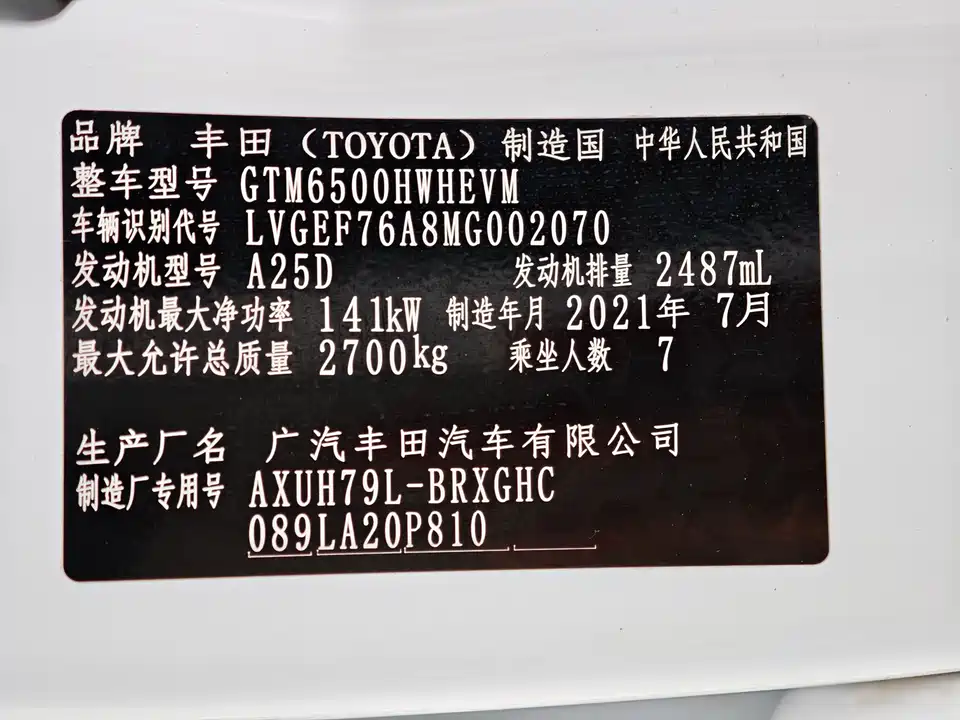 品牌 丰田（TOYOTA）制造国 中华人民共和国
整车型号 GTM6500HWHEVM
车辆识别代号 LVGEF76A8MG002070
发动机型号 A25D 发动机排量 2487mL
发动机最大净功率 141kW 制造年月 2021年 7月
最大允许总质量 2700kg 乘坐人数 7
生产厂名 广汽丰田汽车有限公司
制造厂专用号 AXUH79L-BRXGHC
089LA20P810